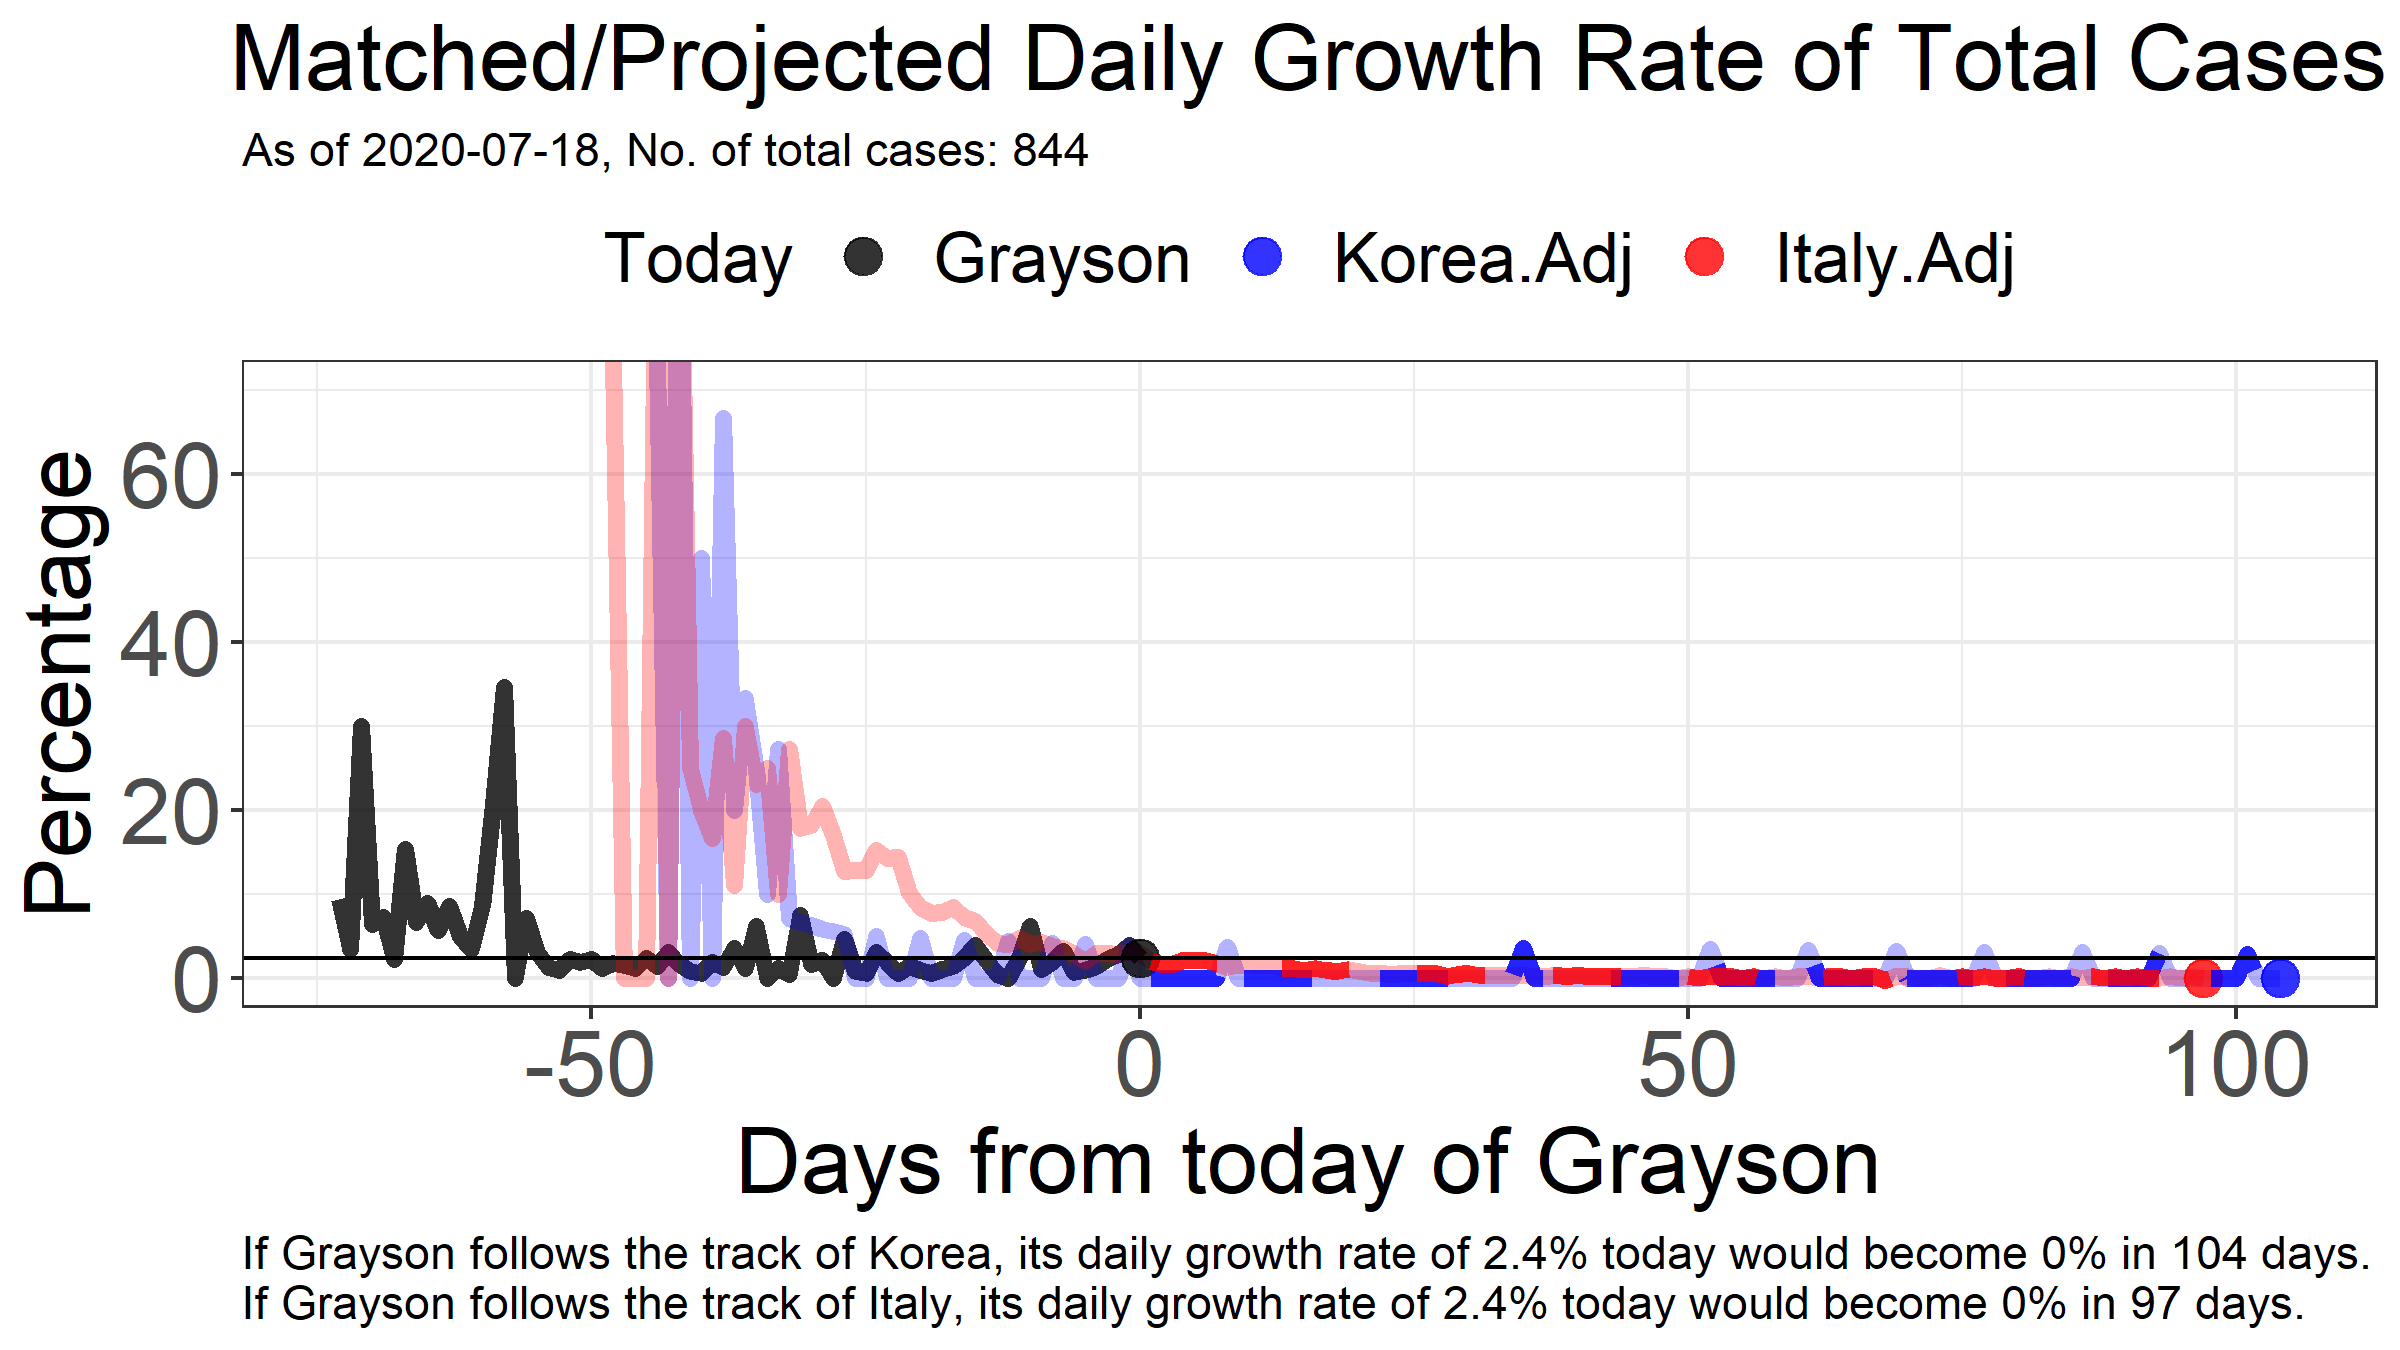 Matched/Projected Daily Growth Rate of Total Cases
As of 2020-07-18, No. of total cases: 844
Today Grayson Korea.Adj Italy.Adj
Percentage
60
40
20
0
-50 0 50 100
Days from today of Grayson
If Grayson follows the track of Korea, its daily growth rate of 2.4% today would become 0% in 104 days.
If Grayson follows the track of Italy, its daily growth rate of 2.4% today would become 0% in 97 days.